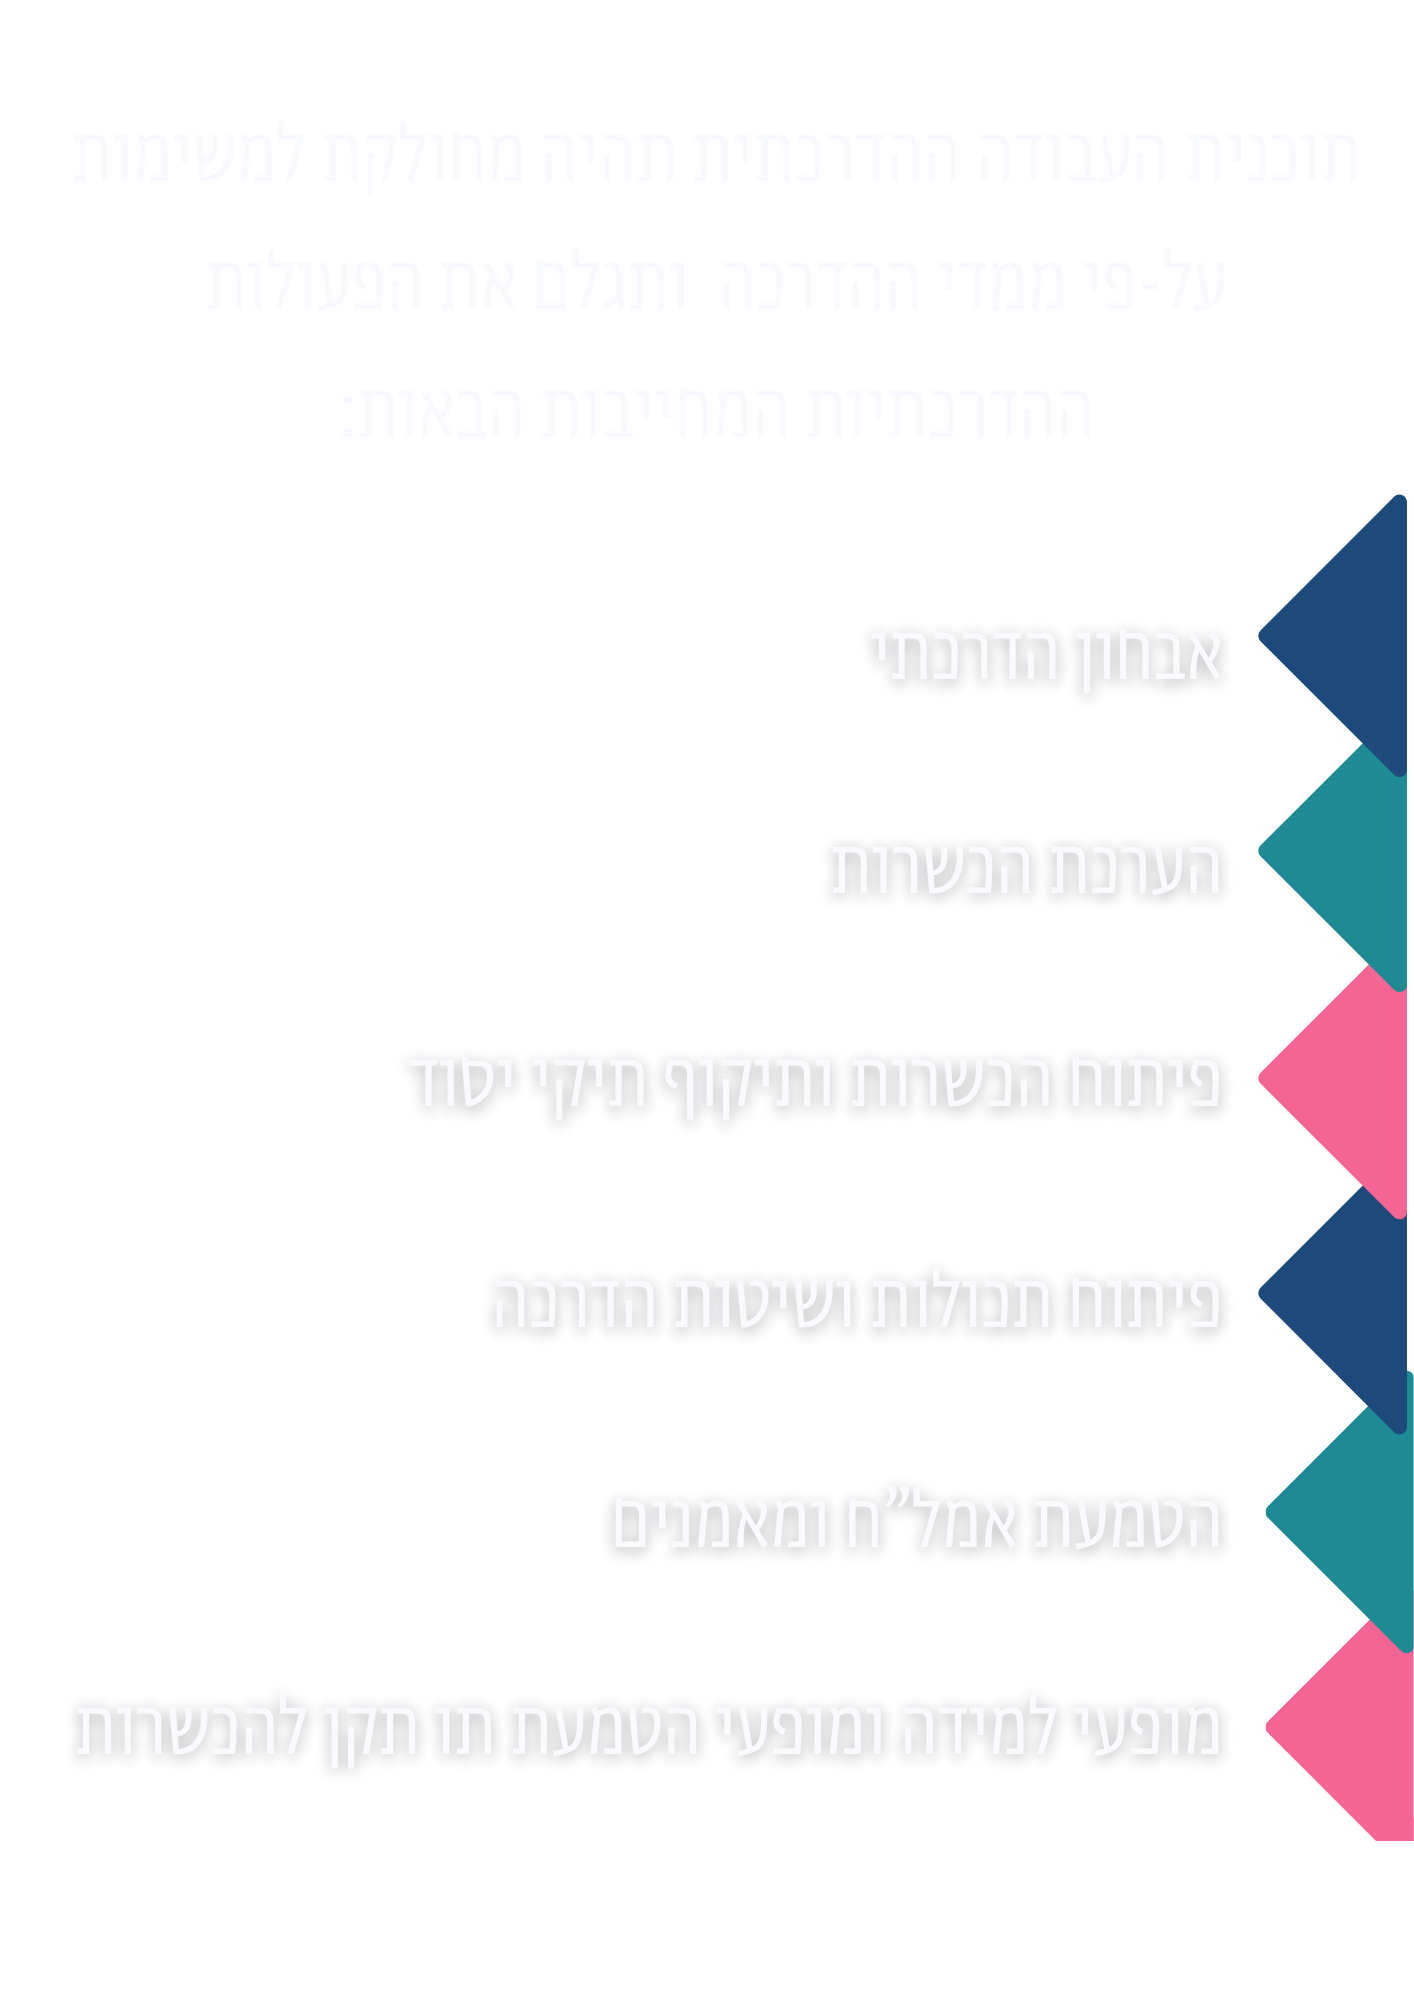 תוכנית העבודה ההדרכתית תהיה מחולקת למשימות
על-פי ממדי ההדרכה ותגלם את הפעולות
ההדרכתיות המחייבות הבאות:
אבחון הדרכתי
הערכת הכשרות
פיתוח הכשרות ותיקוף תיקי יסוד
פיתוח תכולות ושיטות הדרכה
הטמעת אמל"ח ומאמנים
מופעי למידה ומופעי הטמעת תו תקן להכשרות